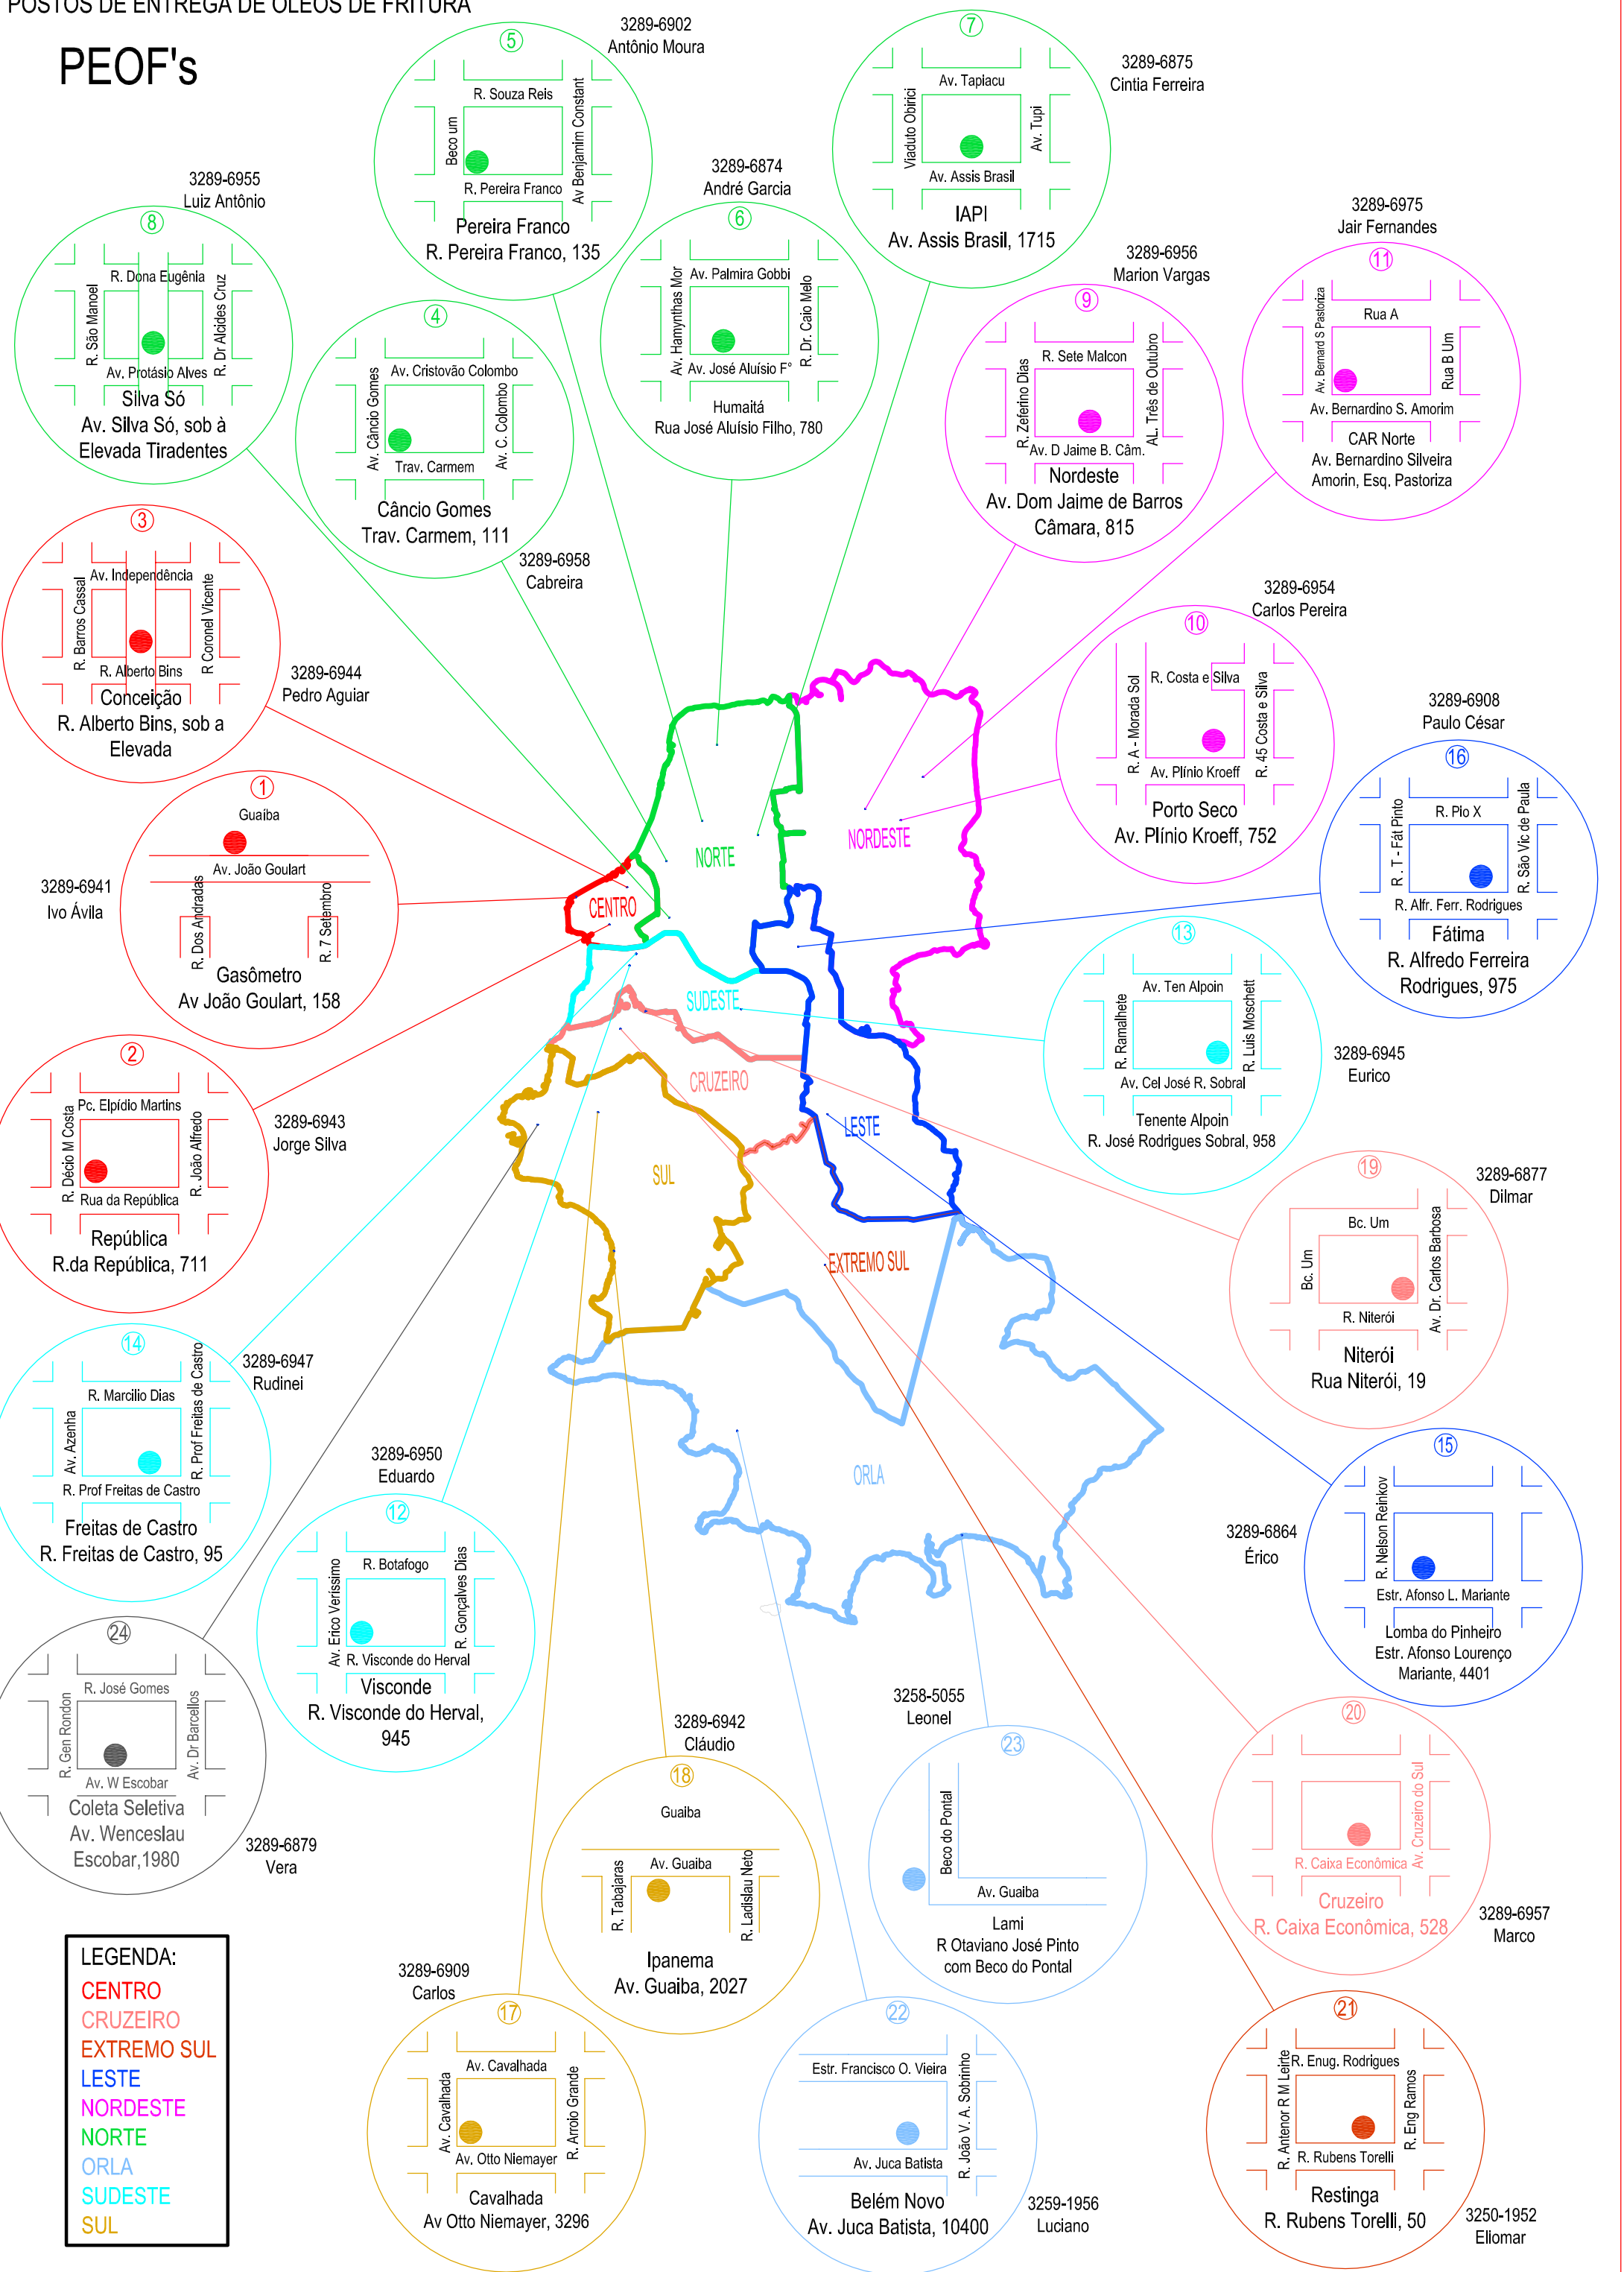 POSTOS DE ENTREGA DE ÓLEOS DE FRITURA
PEOF's
3289-6902
Antônio Moura
5
R. Souza Reis
Beco um
Av Benjamim Constant
R. Pereira Franco
Pereira Franco
R. Pereira Franco, 135
7
3289-6875
Cintia Ferreira
Av. Tapiacu
Viaduto Obirici
Av. Tupi
Av. Assis Brasil
IAPI
Av. Assis Brasil, 1715
3289-6955
Luiz Antônio
8
R. Dona Eugênia
R. São Manoel
R. Dr Alcides Cruz
Av. Protásio Alves
Silva Só
Av. Silva Só, sob à
Elevada Tiradentes
3289-6874
André Garcia
6
Av. Palmira Gobbi
Av. Hamynthas Mor
R. Dr. Caio Melo
Av. José Aluísio F°
Humaitá
Rua José Aluísio Filho, 780
3289-6975
Jair Fernandes
11
Rua A
Av. Bernard S Pastoriza
Rua B Um
Av. Bernardino S. Amorim
CAR Norte
Av. Bernardino Silveira
Amorin, Esq. Pastoriza
3289-6956
Marion Vargas
9
R. Sete Malcon
R. Zeferino Dias
AL. Três de Outubro
Av. D Jaime B. Câm.
Nordeste
Av. Dom Jaime de Barros
Câmara, 815
4
Av. Cristovão Colombo
Av. Câncio Gomes
Av. C. Colombo
Trav. Carmem
Câncio Gomes
Trav. Carmem, 111
3289-6958
Cabreira
3
Av. Independência
R. Barros Cassal
R Coronel Vicente
R. Alberto Bins
Conceição
R. Alberto Bins, sob a
Elevada
3289-6944
Pedro Aguiar
3289-6954
Carlos Pereira
10
R. Costa e Silva
R. A - Morada Sol
R. 45 Costa e Silva
Av. Plínio Kroeff
Porto Seco
Av. Plínio Kroeff, 752
3289-6908
Paulo César
16
R. Pio X
R. T - Fát Pinto
R. São Vic de Paula
R. Alfr. Ferr. Rodrigues
Fátima
R. Alfredo Ferreira
Rodrigues, 975
1
Guaíba
Av. João Goulart
R. Dos Andradas
R. 7 Setembro
Gasômetro
Av João Goulart, 158
3289-6941
Ivo Ávila
NORTE
NORDESTE
CENTRO
SUDESTE
CRUZEIRO
LESTE
SUL
EXTREMO SUL
ORLA
13
Av. Ten Alpoin
R. Ramalhete
R. Luis Moschett
Av. Cel José R. Sobral
Tenente Alpoin
R. José Rodrigues Sobral, 958
3289-6945
Eurico
2
Pc. Elpídio Martins
R. Décio M Costa
R. João Alfredo
Rua da República
República
R.da República, 711
3289-6943
Jorge Silva
19
Bc. Um
Bc. Um
Av. Dr. Carlos Barbosa
R. Niterói
Niterói
Rua Niterói, 19
3289-6877
Dilmar
14
R. Marcilio Dias
Av. Azenha
R. Prof Freitas de Castro
R. Prof Freitas de Castro
Freitas de Castro
R. Freitas de Castro, 95
3289-6947
Rudinei
3289-6950
Eduardo
12
R. Botafogo
Av. Erico Verissimo
R. Gonçalves Dias
R. Visconde do Herval
Visconde
R. Visconde do Herval,
945
15
R. Nelson Reinkov
Estr. Afonso L. Mariante
Lomba do Pinheiro
Estr. Afonso Lourenço
Mariante, 4401
3289-6864
Érico
24
R. José Gomes
R. Gen Rondon
Av. Dr Barcellos
Av. W Escobar
Coleta Seletiva
Av. Wenceslau
Escobar,1980
3289-6879
Vera
3289-6942
Cláudio
18
Guaiba
Av. Guaiba
R. Tabajaras
R. Ladislau Neto
Ipanema
Av. Guaiba, 2027
3258-5055
Leonel
23
Beco do Pontal
Av. Guaiba
Lami
R Otaviano José Pinto
com Beco do Pontal
20
Av. Cruzeiro do Sul
R. Caixa Econômica
Cruzeiro
R. Caixa Econômica, 528
3289-6957
Marco
LEGENDA:
CENTRO
CRUZEIRO
EXTREMO SUL
LESTE
NORDESTE
NORTE
ORLA
SUDESTE
SUL
3289-6909
Carlos
17
Av. Cavalhada
Av. Cavalhada
R. Arroio Grande
Av. Otto Niemayer
Cavalhada
Av Otto Niemayer, 3296
22
Estr. Francisco O. Vieira
R. João V. A. Sobrinho
Av. Juca Batista
Belém Novo
Av. Juca Batista, 10400
3259-1956
Luciano
21
R. Enug. Rodrigues
R. Antenor R M Leirte
R. Eng Ramos
R. Rubens Torelli
Restinga
R. Rubens Torelli, 50
3250-1952
Eliomar